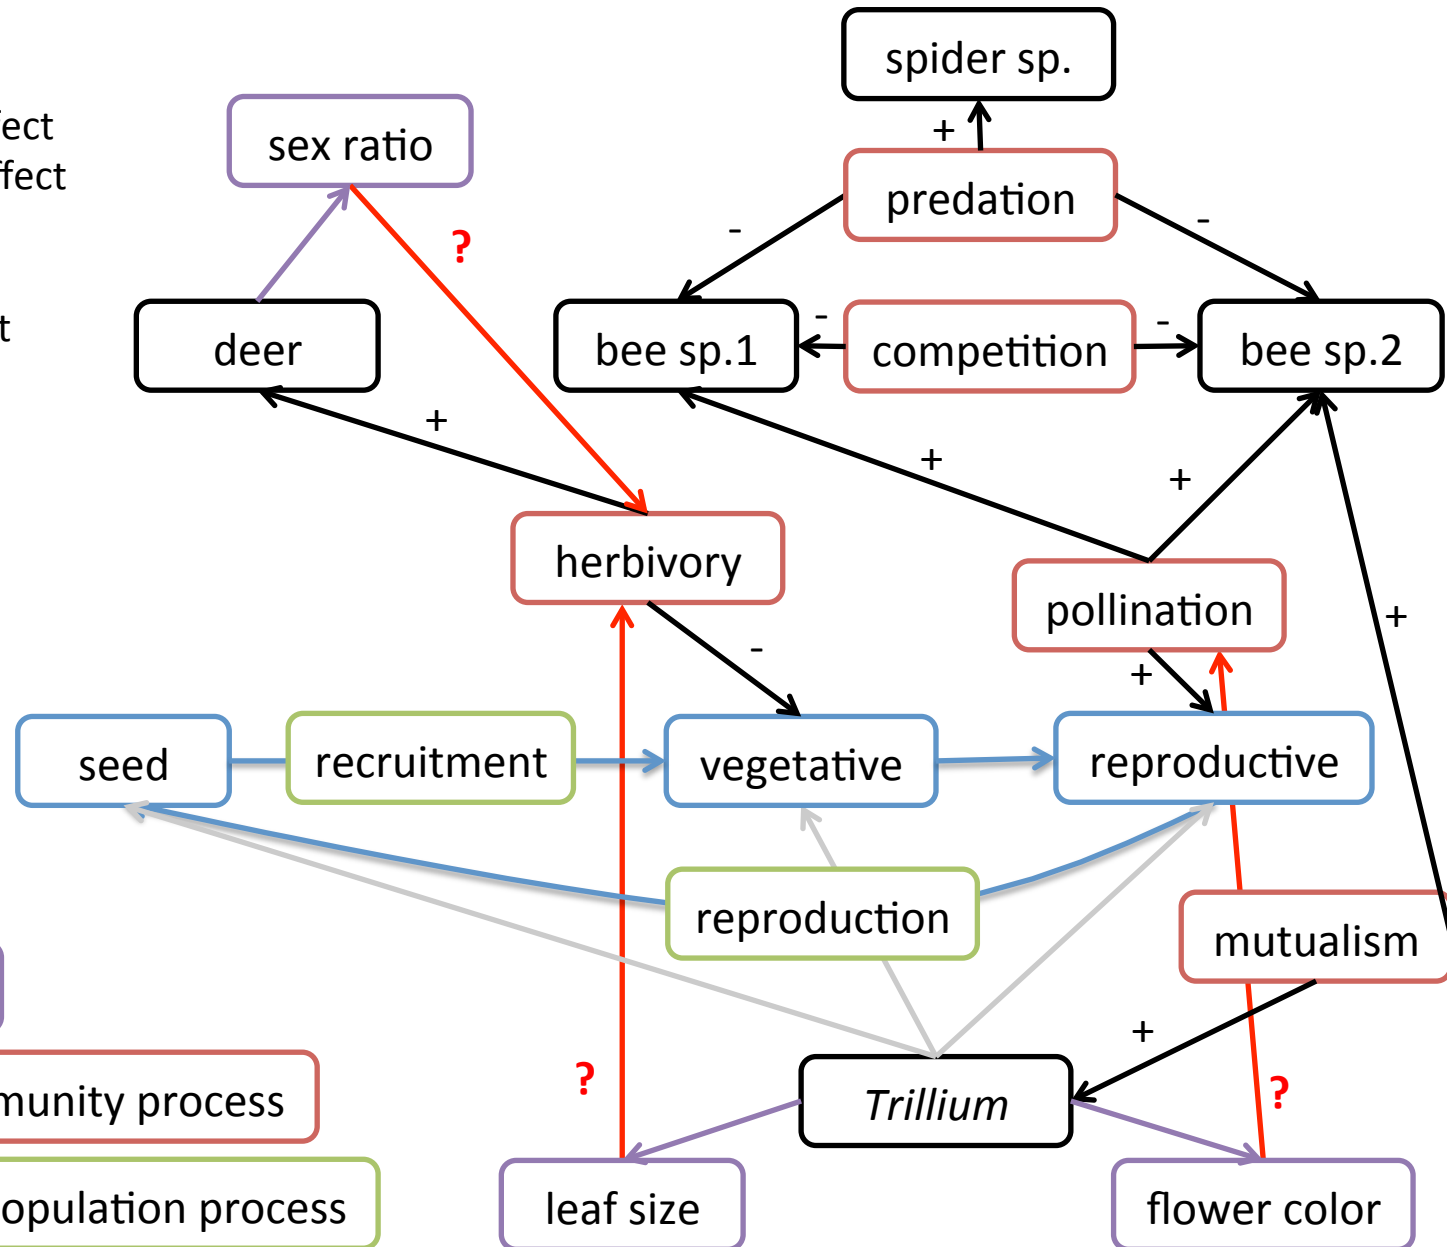 spider sp.
fect
+
sex ratio
ffect
predation
-
?
-
t
deer
bee sp.1
-
competition
-
bee sp.2
+
+
+
herbivory
pollination
+
-
+
seed
recruitment
vegetative
reproductive
reproduction
mutualism
+
?
?
munity process
Trillium
opulation process
leaf size
flower color